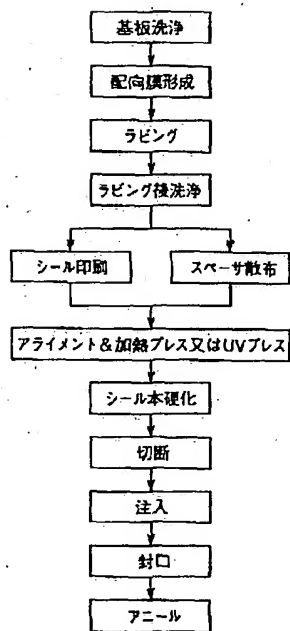 基板洗浄
配向膜形成
ラビング
ラビング後洗浄
シール印刷
スペーサ散布
アライメント&加熱プレス又はUVプレス
シール本硬化
切断
注入
封口
アニール